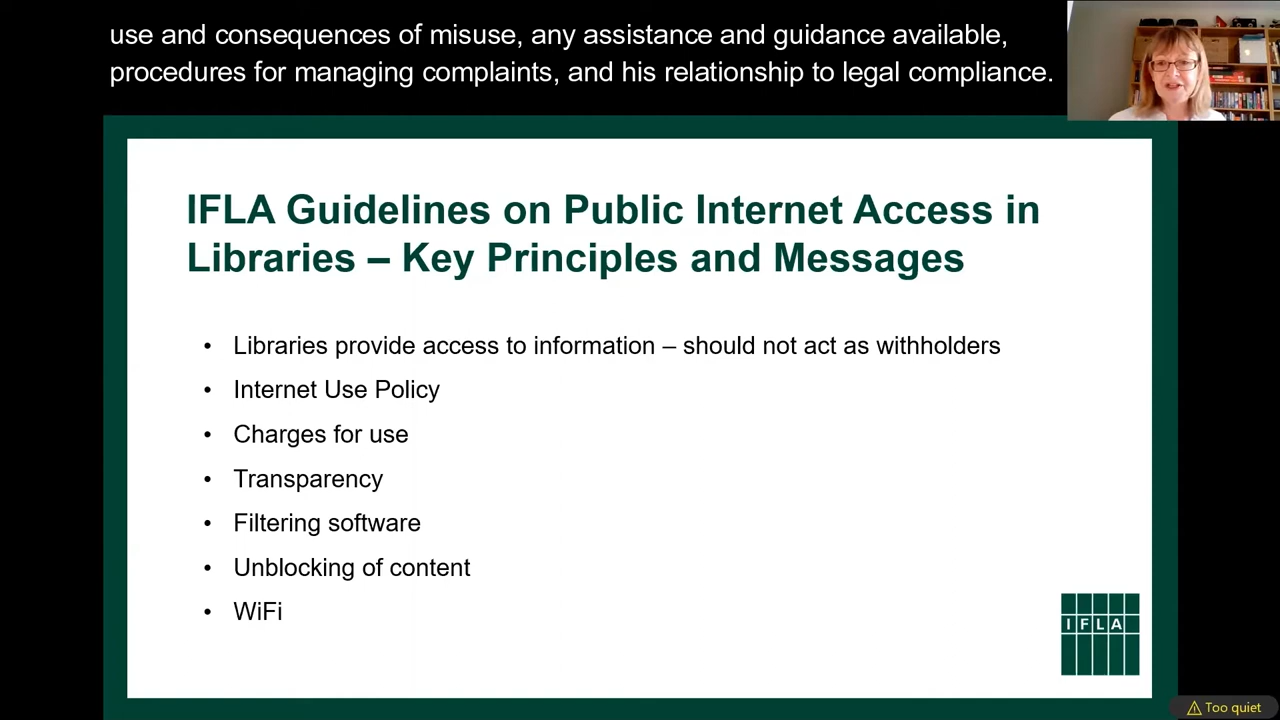 use and consequences of misuse, any assistance and guidance available,
procedures for managing complaints, and his relationship to legal compliance.
IFLA Guidelines on Public Internet Access in
Libraries – Key Principles and Messages
• Libraries provide access to information – should not act as withholders
• Internet Use Policy
• Charges for use
• Transparency
• Filtering software
• Unblocking of content
• WiFi
IFLA
Too quiet